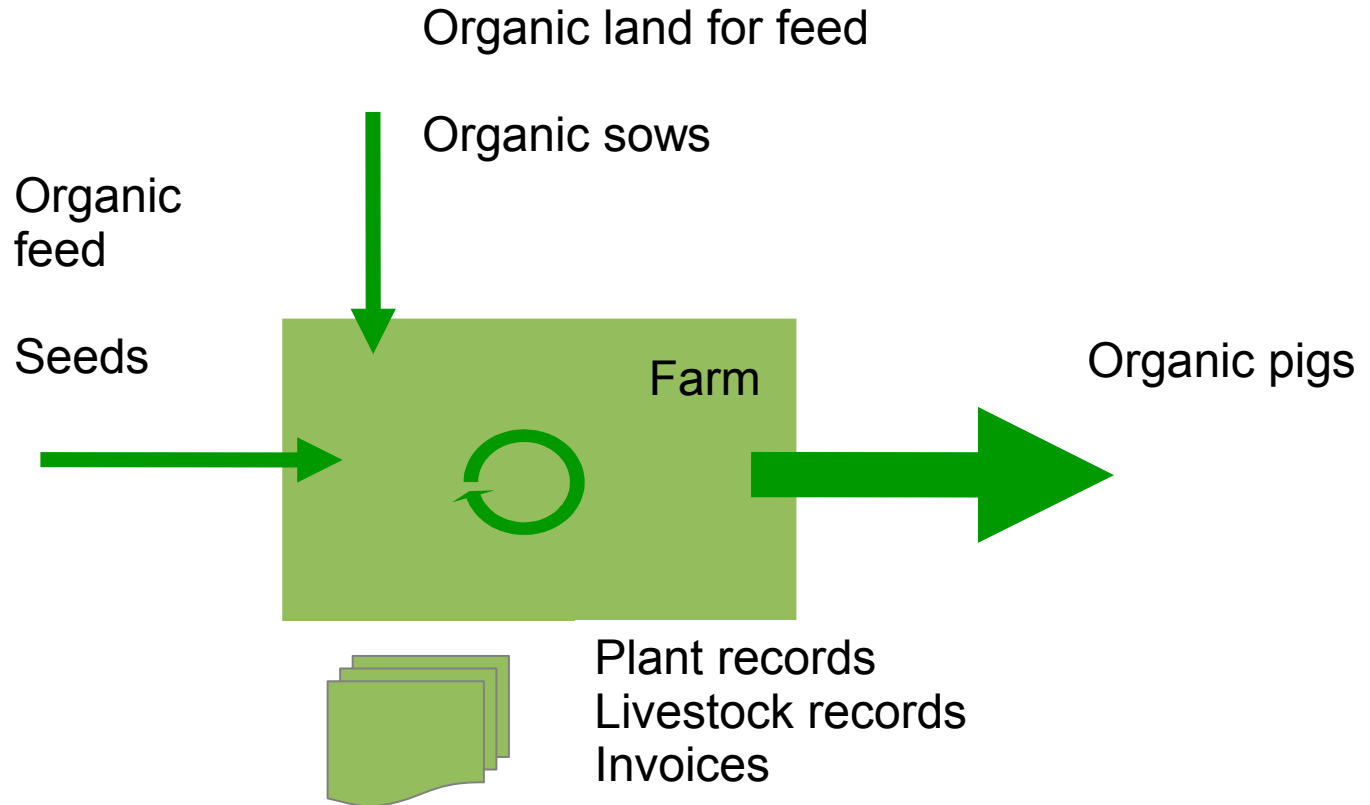 Organic land for feed
Organic sows
Organic
feed
Seeds
Farm
Organic pigs
Plant records
Livestock records
Invoices